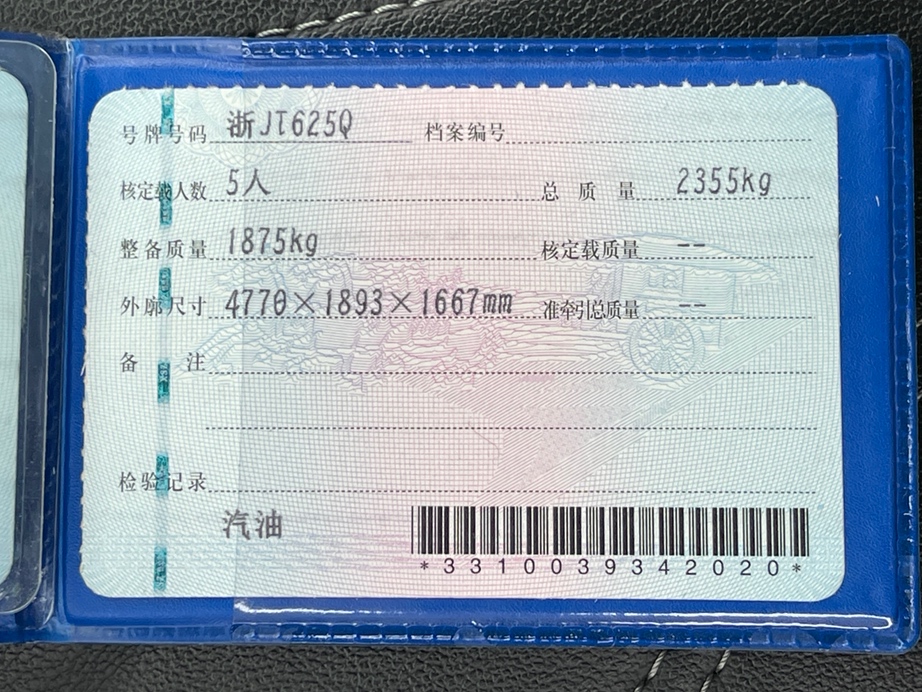 号牌号码 浙JT625Q 档案编号
核定载人数 5人 总质量 2355kg
整备质量 1875kg 核定载质量 --
外廓尺寸 4770×1893×1667mm 准牵引总质量 --
备注
检验记录
汽油
*3310039342020*